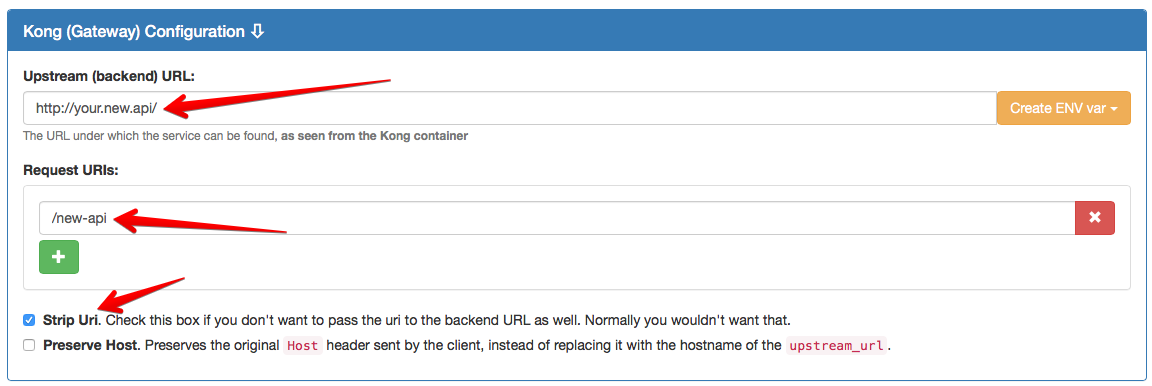 Kong (Gateway) Configuration
Upstream (backend) URL:
http://your.new.api/
Create ENV var
The URL under which the service can be found, as seen from the Kong container
Request URIs:
/new-api
Strip Uri. Check this box if you don't want to pass the uri to the backend URL as well. Normally you wouldn't want that.
Preserve Host. Preserves the original Host header sent by the client, instead of replacing it with the hostname of the upstream_url.